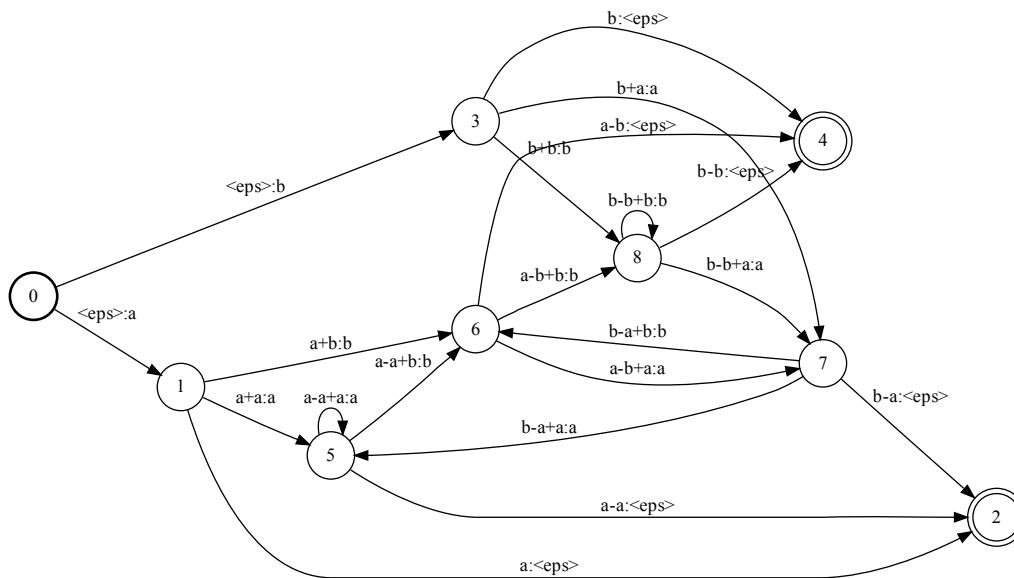 b:<eps>
b+a:a
3
a-b:<eps>
4
b+b:b
b-b:<eps>
<eps>:b
b-b+b:b
8
b-b+a:a
a-b+b:b
0
<eps>:a
6
b-a+b:b
a+b:b
a-a+b:b
a-b+a:a
7
1
a+a:a
a-a+a:a
b-a:<eps>
b-a+a:a
5
a-a:<eps>
2
a:<eps>